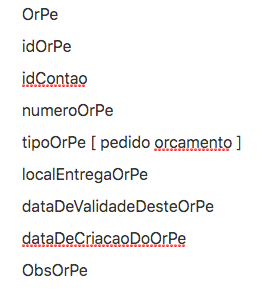 OrPe
idOrPe
idContao
numeroOrPe
tipoOrPe [ pedido orcamento ]
localEntregaOrPe
dataDeValidadeDesteOrPe
dataDeCriacaoDoOrPe
ObsOrPe